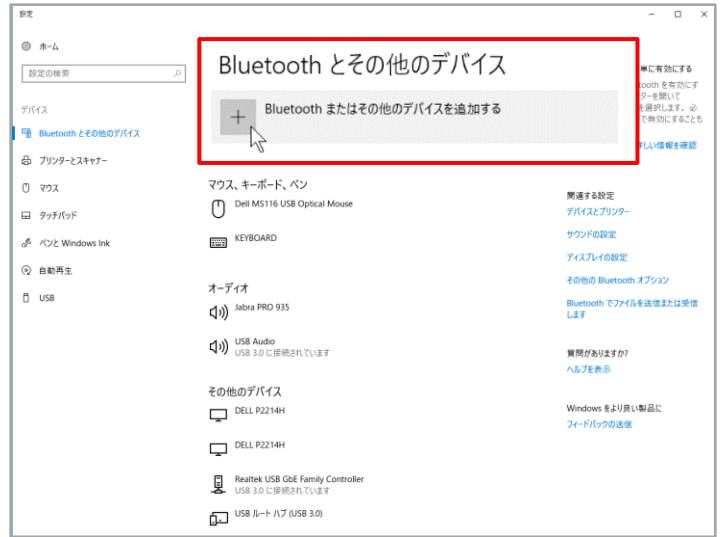 設定
ホーム
設定の検索
デバイス
Bluetooth とその他のデバイス
プリンターとスキャナー
マウス
タッチパッド
ペンと Windows Ink
自動再生
USB
Bluetooth とその他のデバイス
Bluetooth またはその他のデバイスを追加する
マウス、キーボード、ペン
Dell MS116 USB Optical Mouse
KEYBOARD
オーディオ
Jabra PRO 935
USB Audio
USB 3.0 に接続されています
その他のデバイス
DELL P2214H
DELL P2214H
Realtek USB GbE Family Controller
USB 3.0 に接続されています
USB ルート ハブ (USB 3.0)
単に有効にする
tooth を有効にす
ターを開いて
を選択します。必
で無効にすることも
しい情報を確認
関連する設定
デバイスとプリンター
サウンドの設定
ディスプレイの設定
その他の Bluetooth オプション
Bluetooth でファイルを送信または受信
します
質問がありますか?
ヘルプを表示
Windows をより良い製品に
フィードバックの送信